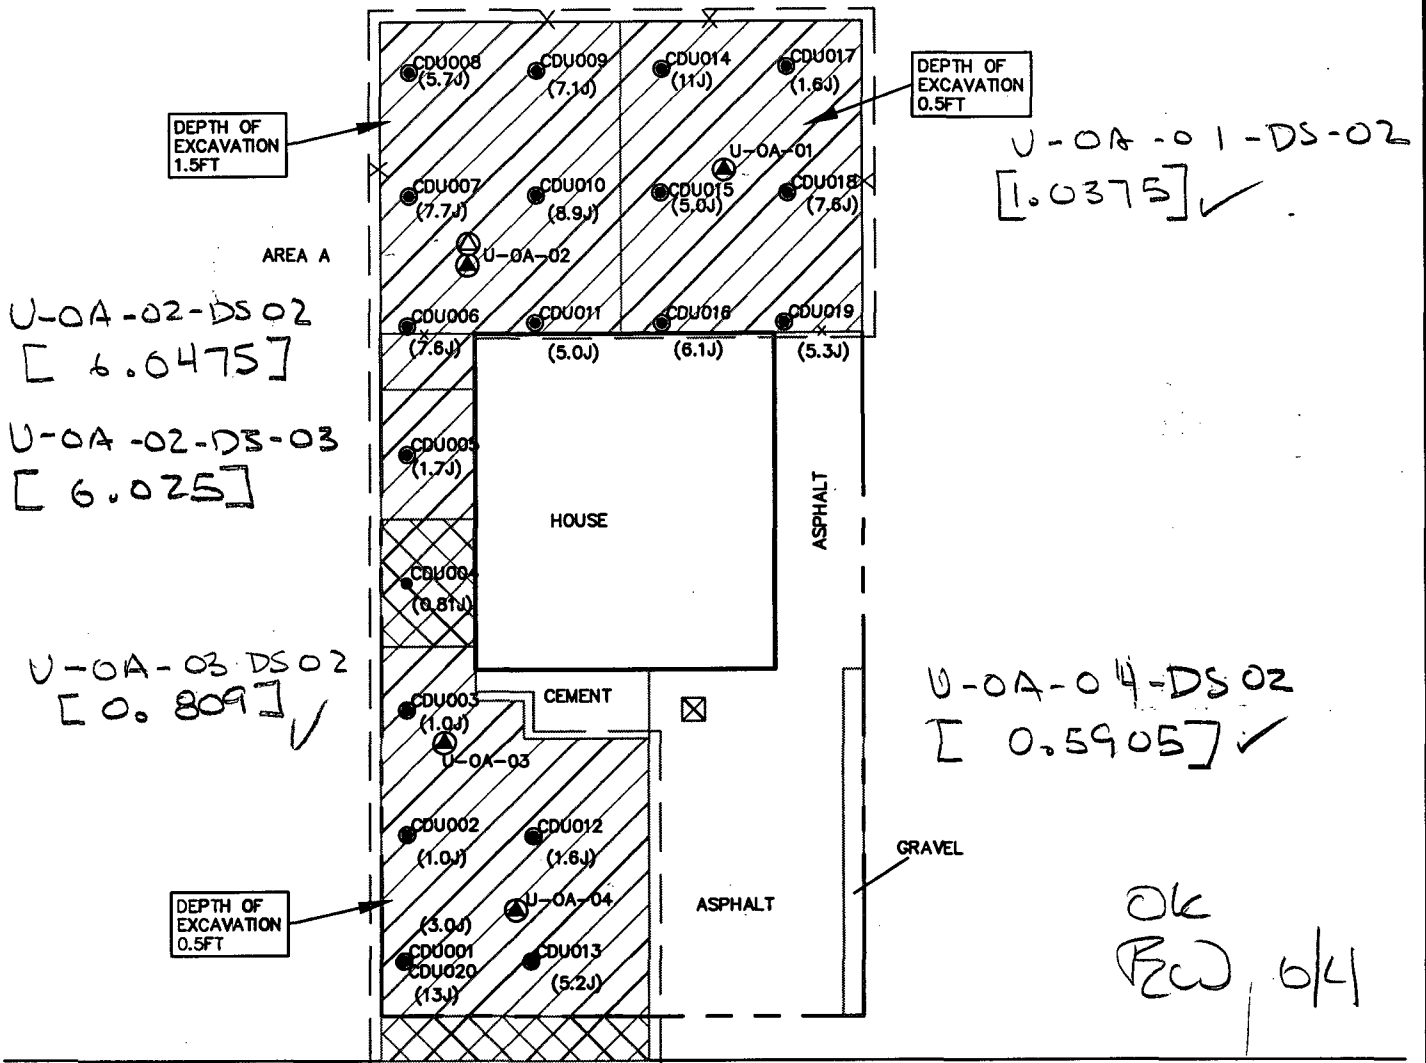 CDU008
(5.7J)
CDU009
(7.1J)
CDU014
(11J)
CDU017
(1.6J)
DEPTH OF
EXCAVATION
0.5FT
DEPTH OF
EXCAVATION
1.5FT
U-OA-01
U-OA-01-DS-02
[1.0375] ✓
CDU007
(7.7J)
CDU010
(8.9J)
CDU015
(5.0J)
CDU018
(7.6J)
AREA A
U-OA-02
U-OA-02-DS02
[6.0475]
CDU006
(7.6J)
CDU011
(5.0J)
CDU016
(6.1J)
CDU019
(5.3J)
U-OA-02-DS-03
[6.025]
CDU005
(1.7J)
HOUSE
ASPHALT
CDU004
(0.81J)
U-OA-03-DS02
[0.809] ✓
CDU003
(1.0J)
CEMENT
U-OA-03
U-OA-04-DS02
[0.5905] ✓
CDU002
(1.0J)
CDU012
(1.6J)
GRAVEL
DEPTH OF
EXCAVATION
0.5FT
U-OA-04
ASPHALT
(3.0J)
CDU001
CDU020
(13J)
CDU013
(5.2J)
OK
6/4